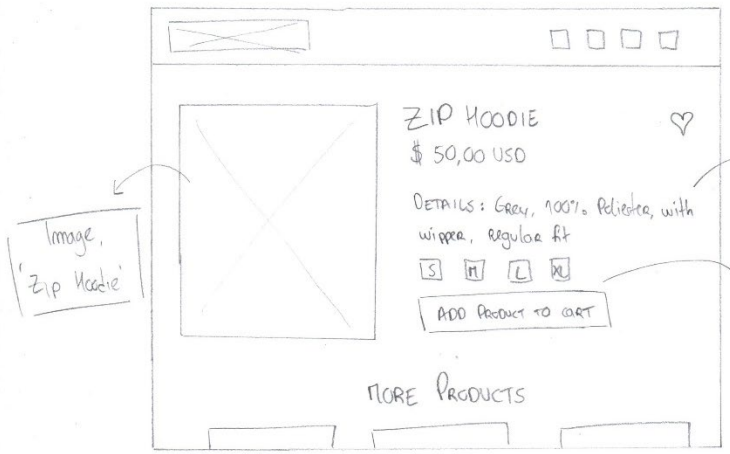 ZIP HOODIE
$ 50,00 USD
DETAILS: Grey, 100% Poliester, with
wipper, regular fit
S M L XL
ADD PRODUCT TO CART
Image,
'Zip Hoodie'
MORE PRODUCTS